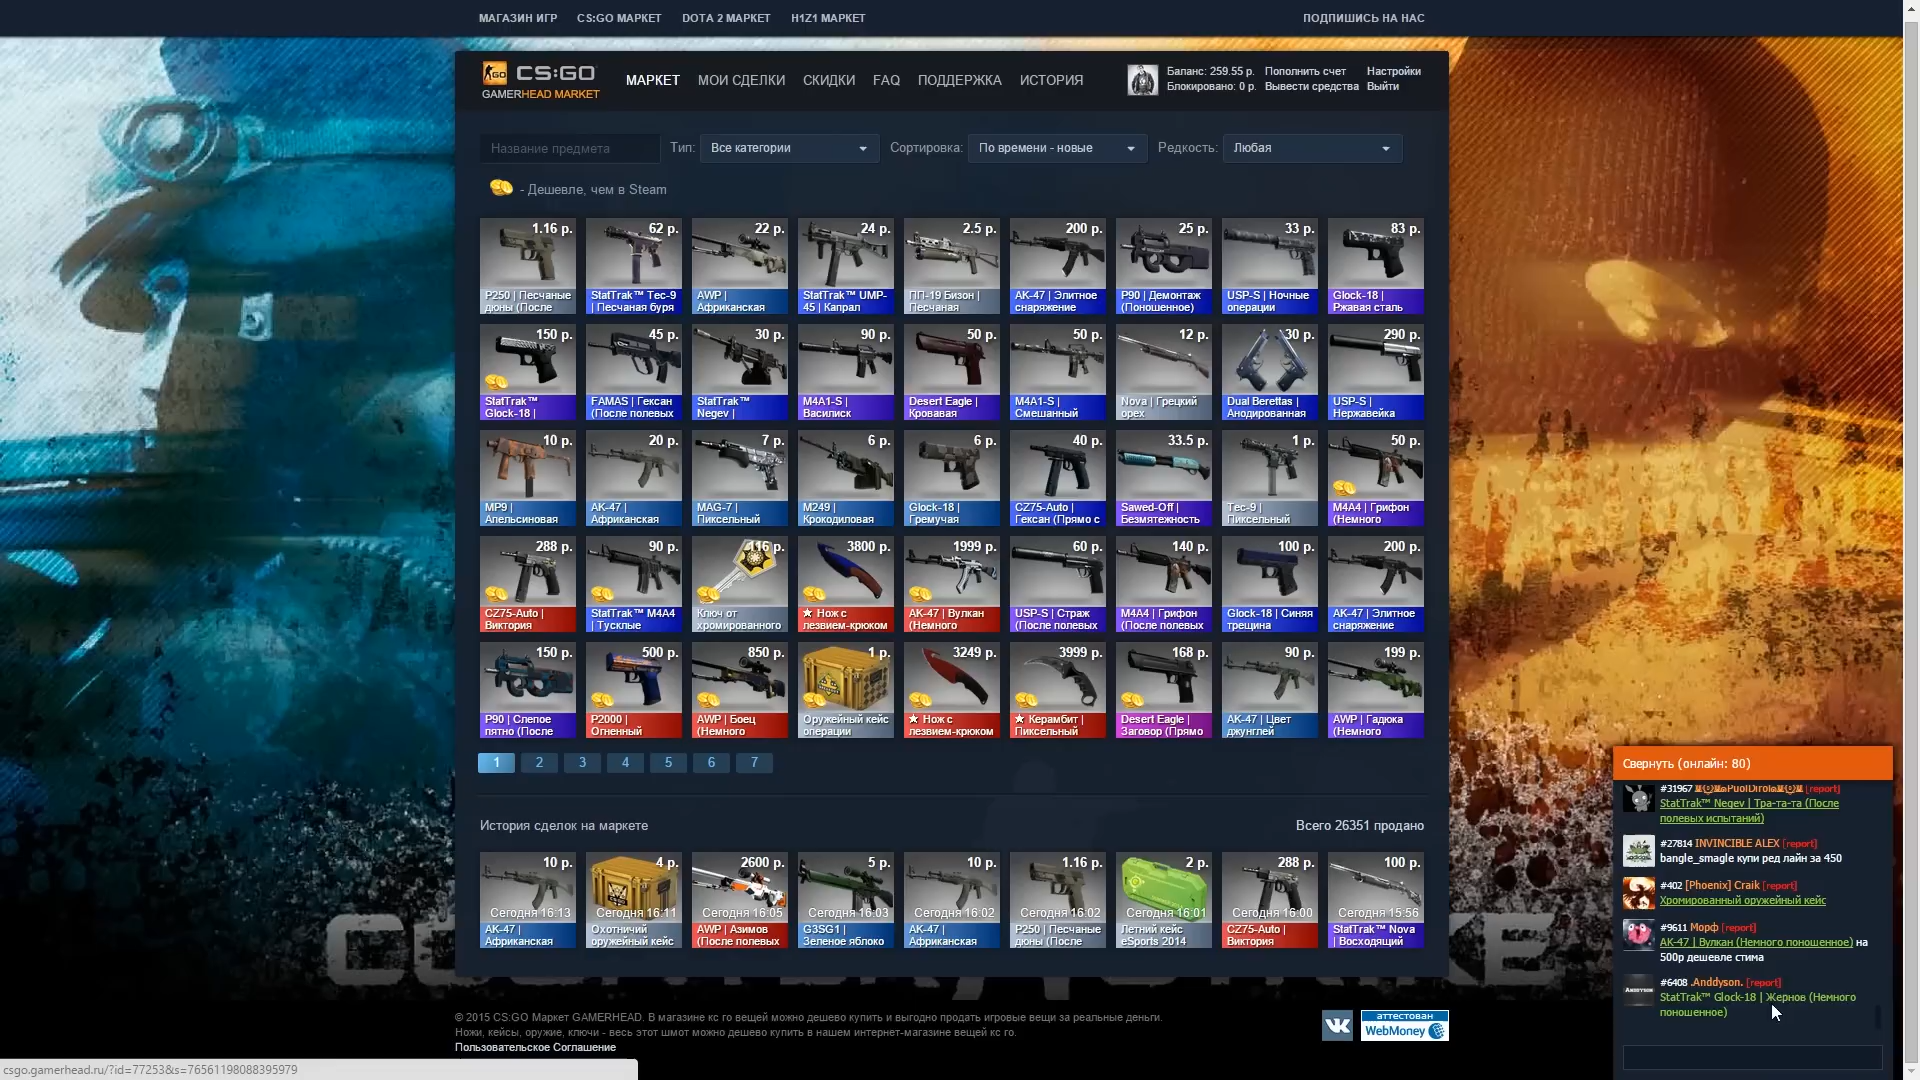 МАГАЗИН ИГР CS:GO МАРКЕТ DOTA 2 МАРКЕТ H1Z1 МАРКЕТ ПОДПИШИСЬ НА НАС
CS:GO
GAMERHEAD MARKET
МАРКЕТ МОИ СДЕЛКИ СКИДКИ FAQ ПОДДЕРЖКА ИСТОРИЯ
Баланс: 259.55 р. Пополнить счет Настройки
Блокировано: 0 р. Вывести средства Выйти
Название предмета Тип: Все категории Сортировка: По времени - новые Редкость: Любая
- Дешевле, чем в Steam
1.16 р. 62 р. 22 р. 24 р. 2.5 р. 200 р. 25 р. 33 р. 83 р.
P250 | Песчаные StatTrak™ Tec-9 AWP | StatTrak™ UMP- ПП-19 Бизон | AK-47 | Элитное P90 | Демонтаж USP-S | Ночные Glock-18 |
дюны (После | Песчаная буря Африканская 45 | Капрал Песчаная снаряжение (Поношенное) операции Ржавая сталь
150 р. 45 р. 30 р. 90 р. 50 р. 50 р. 12 р. 30 р. 290 р.
StatTrak™ FAMAS | Гексан StatTrak™ M4A1-S | Desert Eagle | M4A1-S | Nova | Грецкий Dual Berettas | USP-S |
Glock-18 | (После полевых Negev | Василиск Кровавая Смешанный орех Анодированная Нержавейка
10 р. 20 р. 7 р. 6 р. 6 р. 40 р. 33.5 р. 1 р. 50 р.
MP9 | AK-47 | MAG-7 | M249 | Glock-18 | CZ75-Auto | Sawed-Off | Tec-9 | M4A4 | Грифон
Апельсиновая Африканская Пиксельный Крокодиловая Гремучая Гексан (Прямо с Безмятежность Пиксельный (Немного
288 р. 90 р. 116 р. 3800 р. 1999 р. 60 р. 140 р. 100 р. 200 р.
CZ75-Auto | StatTrak™ M4A4 Ключ от ★ Нож с AK-47 | Вулкан USP-S | Страж M4A4 | Грифон Glock-18 | Синяя AK-47 | Элитное
Виктория | Тусклые хромированного лезвием-крюком (Немного (После полевых (После полевых трещина снаряжение
150 р. 500 р. 850 р. 1 р. 3249 р. 3999 р. 168 р. 90 р. 199 р.
P90 | Слепое P2000 | AWP | Боец Оружейный кейс ★ Нож с ★ Керамбит | Desert Eagle | AK-47 | Цвет AWP | Гадюка
пятно (После Огненный (Немного операции лезвием-крюком Пиксельный Заговор (Прямо джунглей (Немного
1 2 3 4 5 6 7
История сделок на маркете Всего 26351 продано
10 р. 4 р. 2600 р. 5 р. 10 р. 1.16 р. 2 р. 288 р. 100 р.
Сегодня 16:13 Сегодня 16:11 Сегодня 16:05 Сегодня 16:03 Сегодня 16:02 Сегодня 16:02 Сегодня 16:01 Сегодня 16:00 Сегодня 15:56
AK-47 | Охотничий AWP | Азимов G3SG1 | AK-47 | P250 | Песчаные Летний кейс CZ75-Auto | StatTrak™ Nova
Африканская оружейный кейс (После полевых Зеленое яблоко Африканская дюны (После eSports 2014 Виктория | Восходящий
© 2015 CS:GO Маркет GAMERHEAD. В магазине кс го вещей можно дешево купить и выгодно продать игровые вещи за реальные деньги.
Ножи, кейсы, оружие, ключи - весь этот шмот можно дешево купить в нашем интернет-магазине вещей кс го.
Пользовательское Соглашение
аттестован
WebMoney
Свернуть (онлайн: 80)
#31967 [report]
StatTrak™ Negev | Тра-та-та (После
полевых испытаний)
#27814 INVINCIBLE ALEX [report]
bangle_smagle купи ред лайн за 450
#402 [Phoenix] Craik [report]
Хромированный оружейный кейс
#9611 Морф [report]
AK-47 | Вулкан (Немного поношенное) на
500р дешевле стима
ANDDYSON
#6408 .Anddyson. [report]
StatTrak™ Glock-18 | Жернов (Немного
поношенное)
csgo.gamerhead.ru/?id=77253&s=76561198088395979